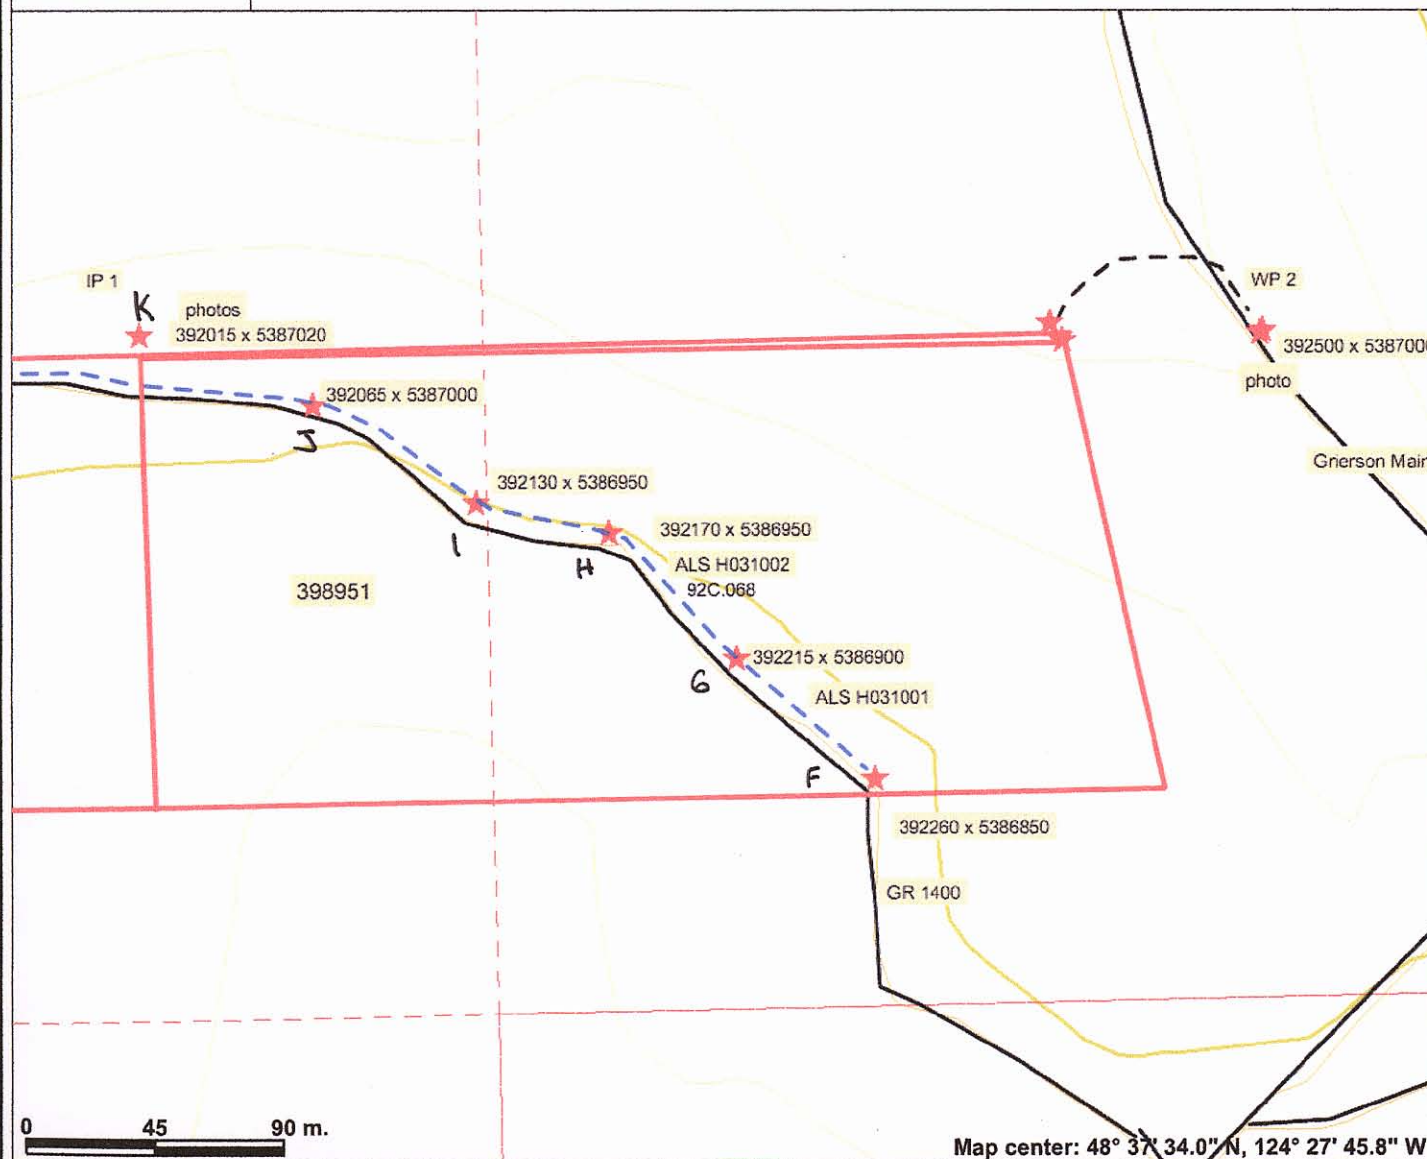 IP 1
K
photos
392015 x 5387020
WP 2
392500 x 5387000
photo
392065 x 5387000
J
Grierson Main
392130 x 5386950
I
392170 x 5386950
H
ALS H031002
92C.068
398951
392215 x 5386900
G
ALS H031001
F
392260 x 5386850
GR 1400
0 45 90 m.
Map center: 48° 37' 34.0" N, 124° 27' 45.8" W